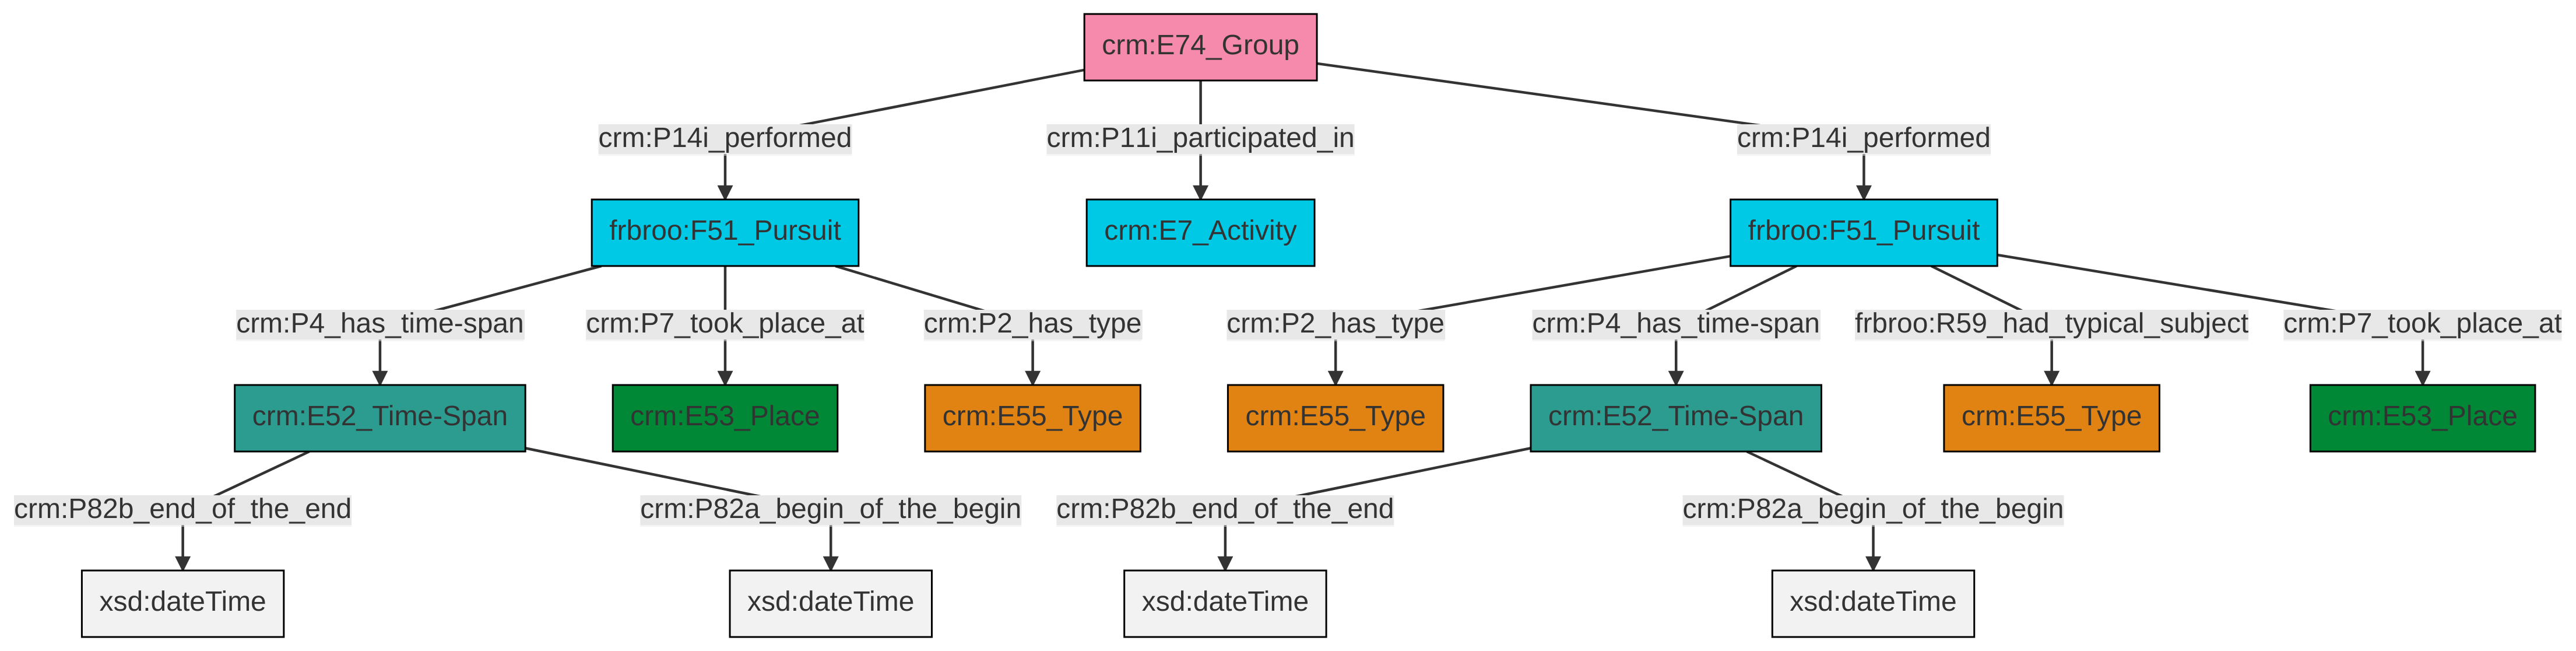 crm:E74_Group
crm:P14i_performed
crm:P11i_participated_in
crm:P14i_performed
frbroo:F51_Pursuit
crm:E7_Activity
frbroo:F51_Pursuit
crm:P4_has_time-span
crm:P7_took_place_at
crm:P2_has_type
crm:P2_has_type
crm:P4_has_time-span
frbroo:R59_had_typical_subject
crm:P7_took_place_at
crm:E52_Time-Span
crm:E53_Place
crm:E55_Type
crm:E55_Type
crm:E52_Time-Span
crm:E55_Type
crm:E53_Place
crm:P82b_end_of_the_end
crm:P82a_begin_of_the_begin
crm:P82b_end_of_the_end
crm:P82a_begin_of_the_begin
xsd:dateTime
xsd:dateTime
xsd:dateTime
xsd:dateTime